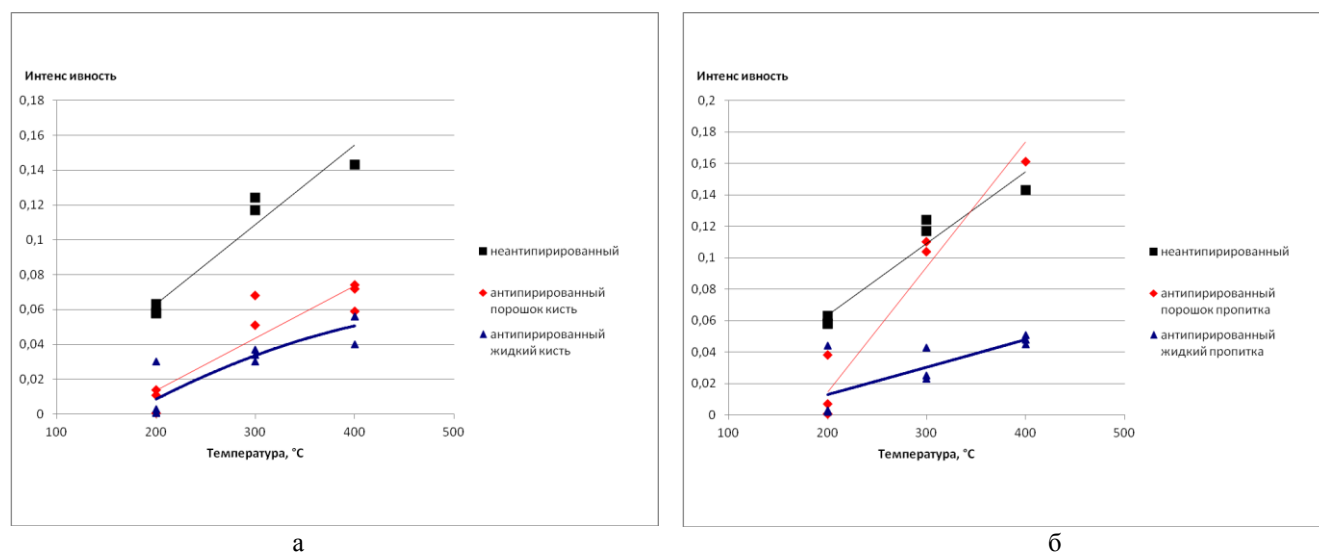 Интенс ивность
0,18
0,16
0,14
0,12
0,1
0,08
0,06
0,04
0,02
0
100
200
300
400
500
Температура, °С
неантипирированный
антипирированный
порошок кисть
антипирированный
жидкий кисть
а
Интенс ивность
0,2
0,18
0,16
0,14
0,12
0,1
0,08
0,06
0,04
0,02
0
100
200
300
400
500
Температура, °С
неантипирированный
антипирированный
порошок пропитка
антипирированный
жидкий пропитка
б